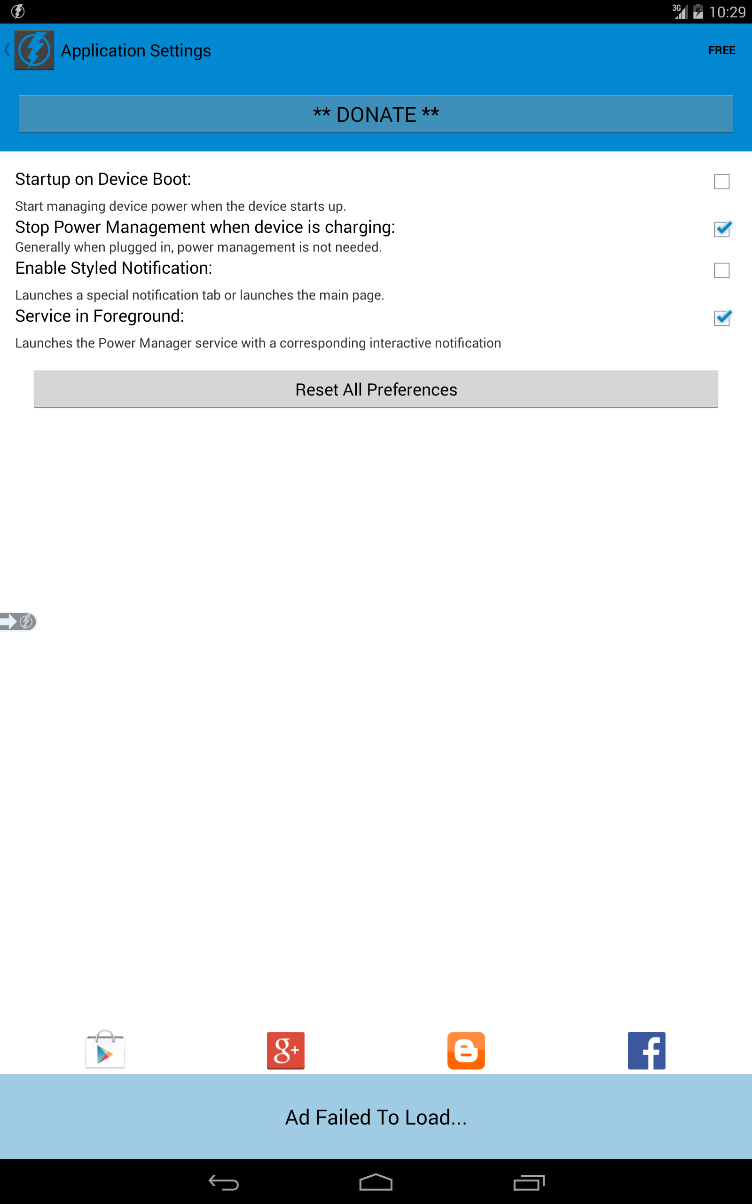 3G 10:29
Application Settings
FREE
** DONATE **
Startup on Device Boot:
Start managing device power when the device starts up.
Stop Power Management when device is charging:
Generally when plugged in, power management is not needed.
Enable Styled Notification:
Launches a special notification tab or launches the main page.
Service in Foreground:
Launches the Power Manager service with a corresponding interactive notification
Reset All Preferences
g+
Ad Failed To Load...